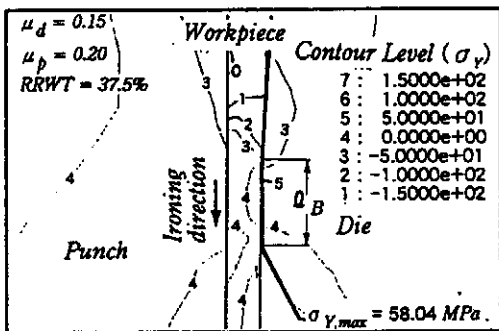 μd = 0.15
μp = 0.20
RRWT = 37.5%
Workpiece
Contour Level (σY)
7 : 1.5000e+02
6 : 1.0000e+02
5 : 5.0000e+01
4 : 0.0000e+00
3 : -5.0000e+01
2 : -1.0000e+02
1 : -1.5000e+02
0
1
2
3
3
3
3
4
4
5
4
4
4
4
4
4
Ironing
direction
B
Punch
Die
σY,max = 58.04 MPa.